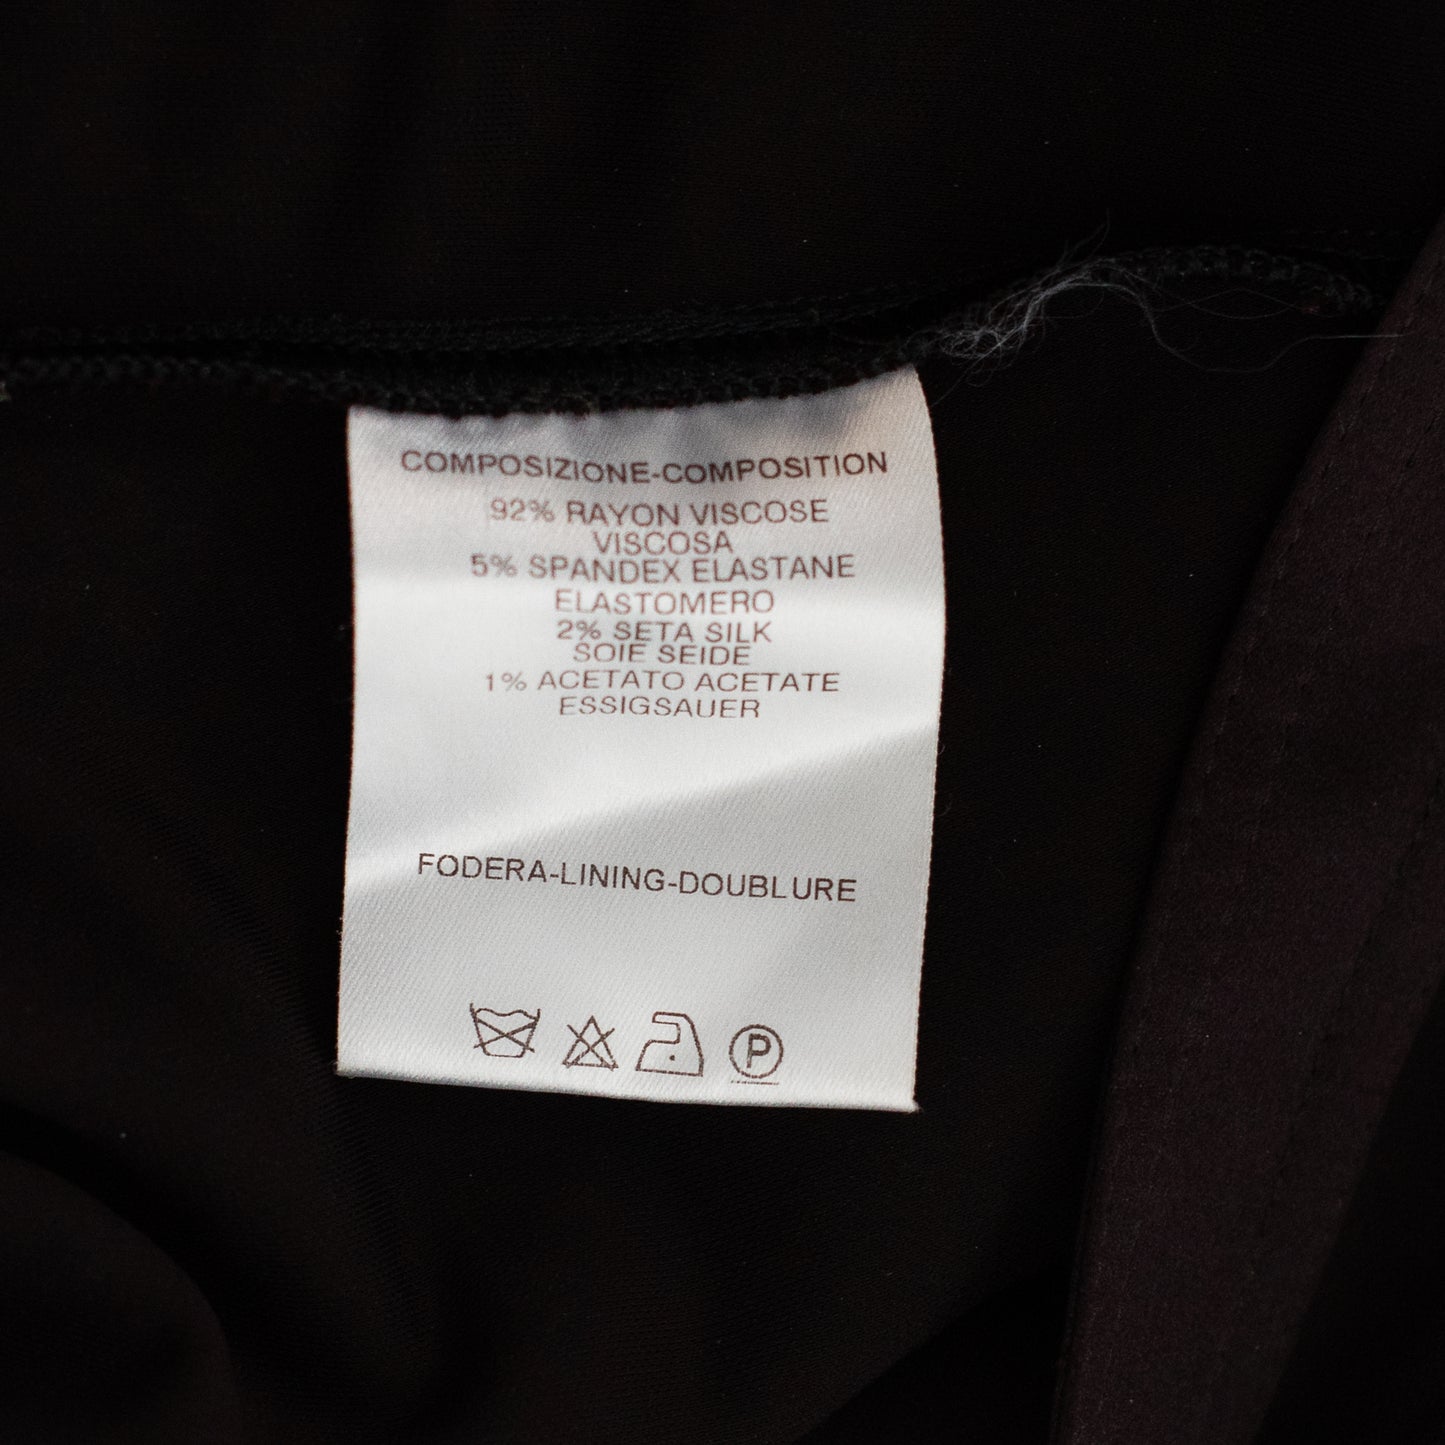 COMPOSIZIONE-COMPOSITION
92% RAYON VISCOSE
VISCOSA
5% SPANDEX ELASTANE
ELASTOMERO
2% SETA SILK
SOIE SEIDE
1% ACETATO ACETATE
ESSIGSAUER
FODERA-LINING-DOUBLURE
P